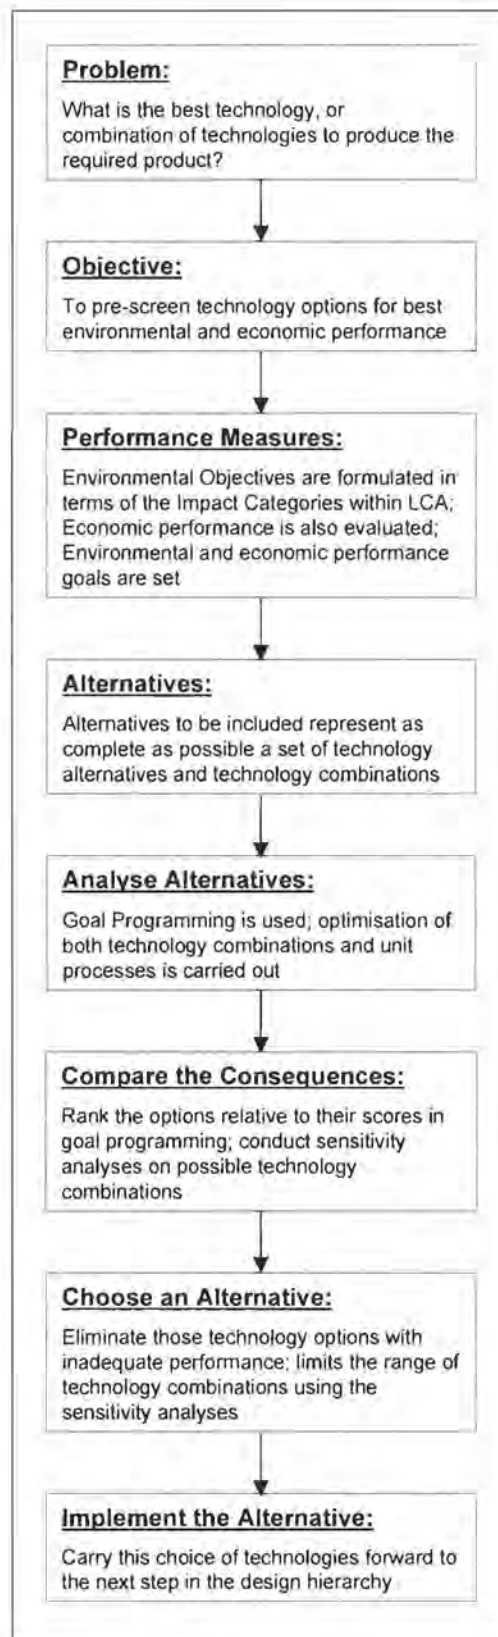 Problem:
What is the best technology, or
combination of technologies to produce the
required product?
Objective:
To pre-screen technology options for best
environmental and economic performance
Performance Measures:
Environmental Objectives are formulated in
terms of the Impact Categories within LCA;
Economic performance is also evaluated;
Environmental and economic performance
goals are set
Alternatives:
Alternatives to be included represent as
complete as possible a set of technology
alternatives and technology combinations
Analyse Alternatives:
Goal Programming is used; optimisation of
both technology combinations and unit
processes is carried out
Compare the Consequences:
Rank the options relative to their scores in
goal programming; conduct sensitivity
analyses on possible technology
combinations
Choose an Alternative:
Eliminate those technology options with
inadequate performance; limits the range of
technology combinations using the
sensitivity analyses
Implement the Alternative:
Carry this choice of technologies forward to
the next step in the design hierarchy